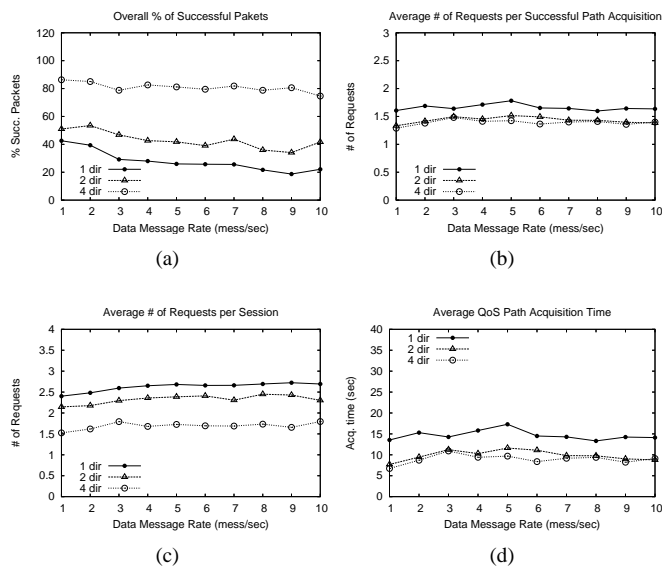 Overall % of Successful Pakets
120
100
80
60
40
20
0
% Succ. Packets
1 dir
2 dir
4 dir
1 2 3 4 5 6 7 8 9 10
Data Message Rate (mess/sec)
(a)
Average # of Requests per Successful Path Acquisition
3
2.5
2
1.5
1
0.5
0
# of Requests
1 dir
2 dir
4 dir
1 2 3 4 5 6 7 8 9 10
Data Message Rate (mess/sec)
(b)
Average # of Requests per Session
4
3.5
3
2.5
2
1.5
1
0.5
0
# of Requests
1 dir
2 dir
4 dir
1 2 3 4 5 6 7 8 9 10
Data Message Rate (mess/sec)
(c)
Average QoS Path Acquisition Time
40
35
30
25
20
15
10
5
0
Acq. time (sec)
1 dir
2 dir
4 dir
1 2 3 4 5 6 7 8 9 10
Data Message Rate (mess/sec)
(d)